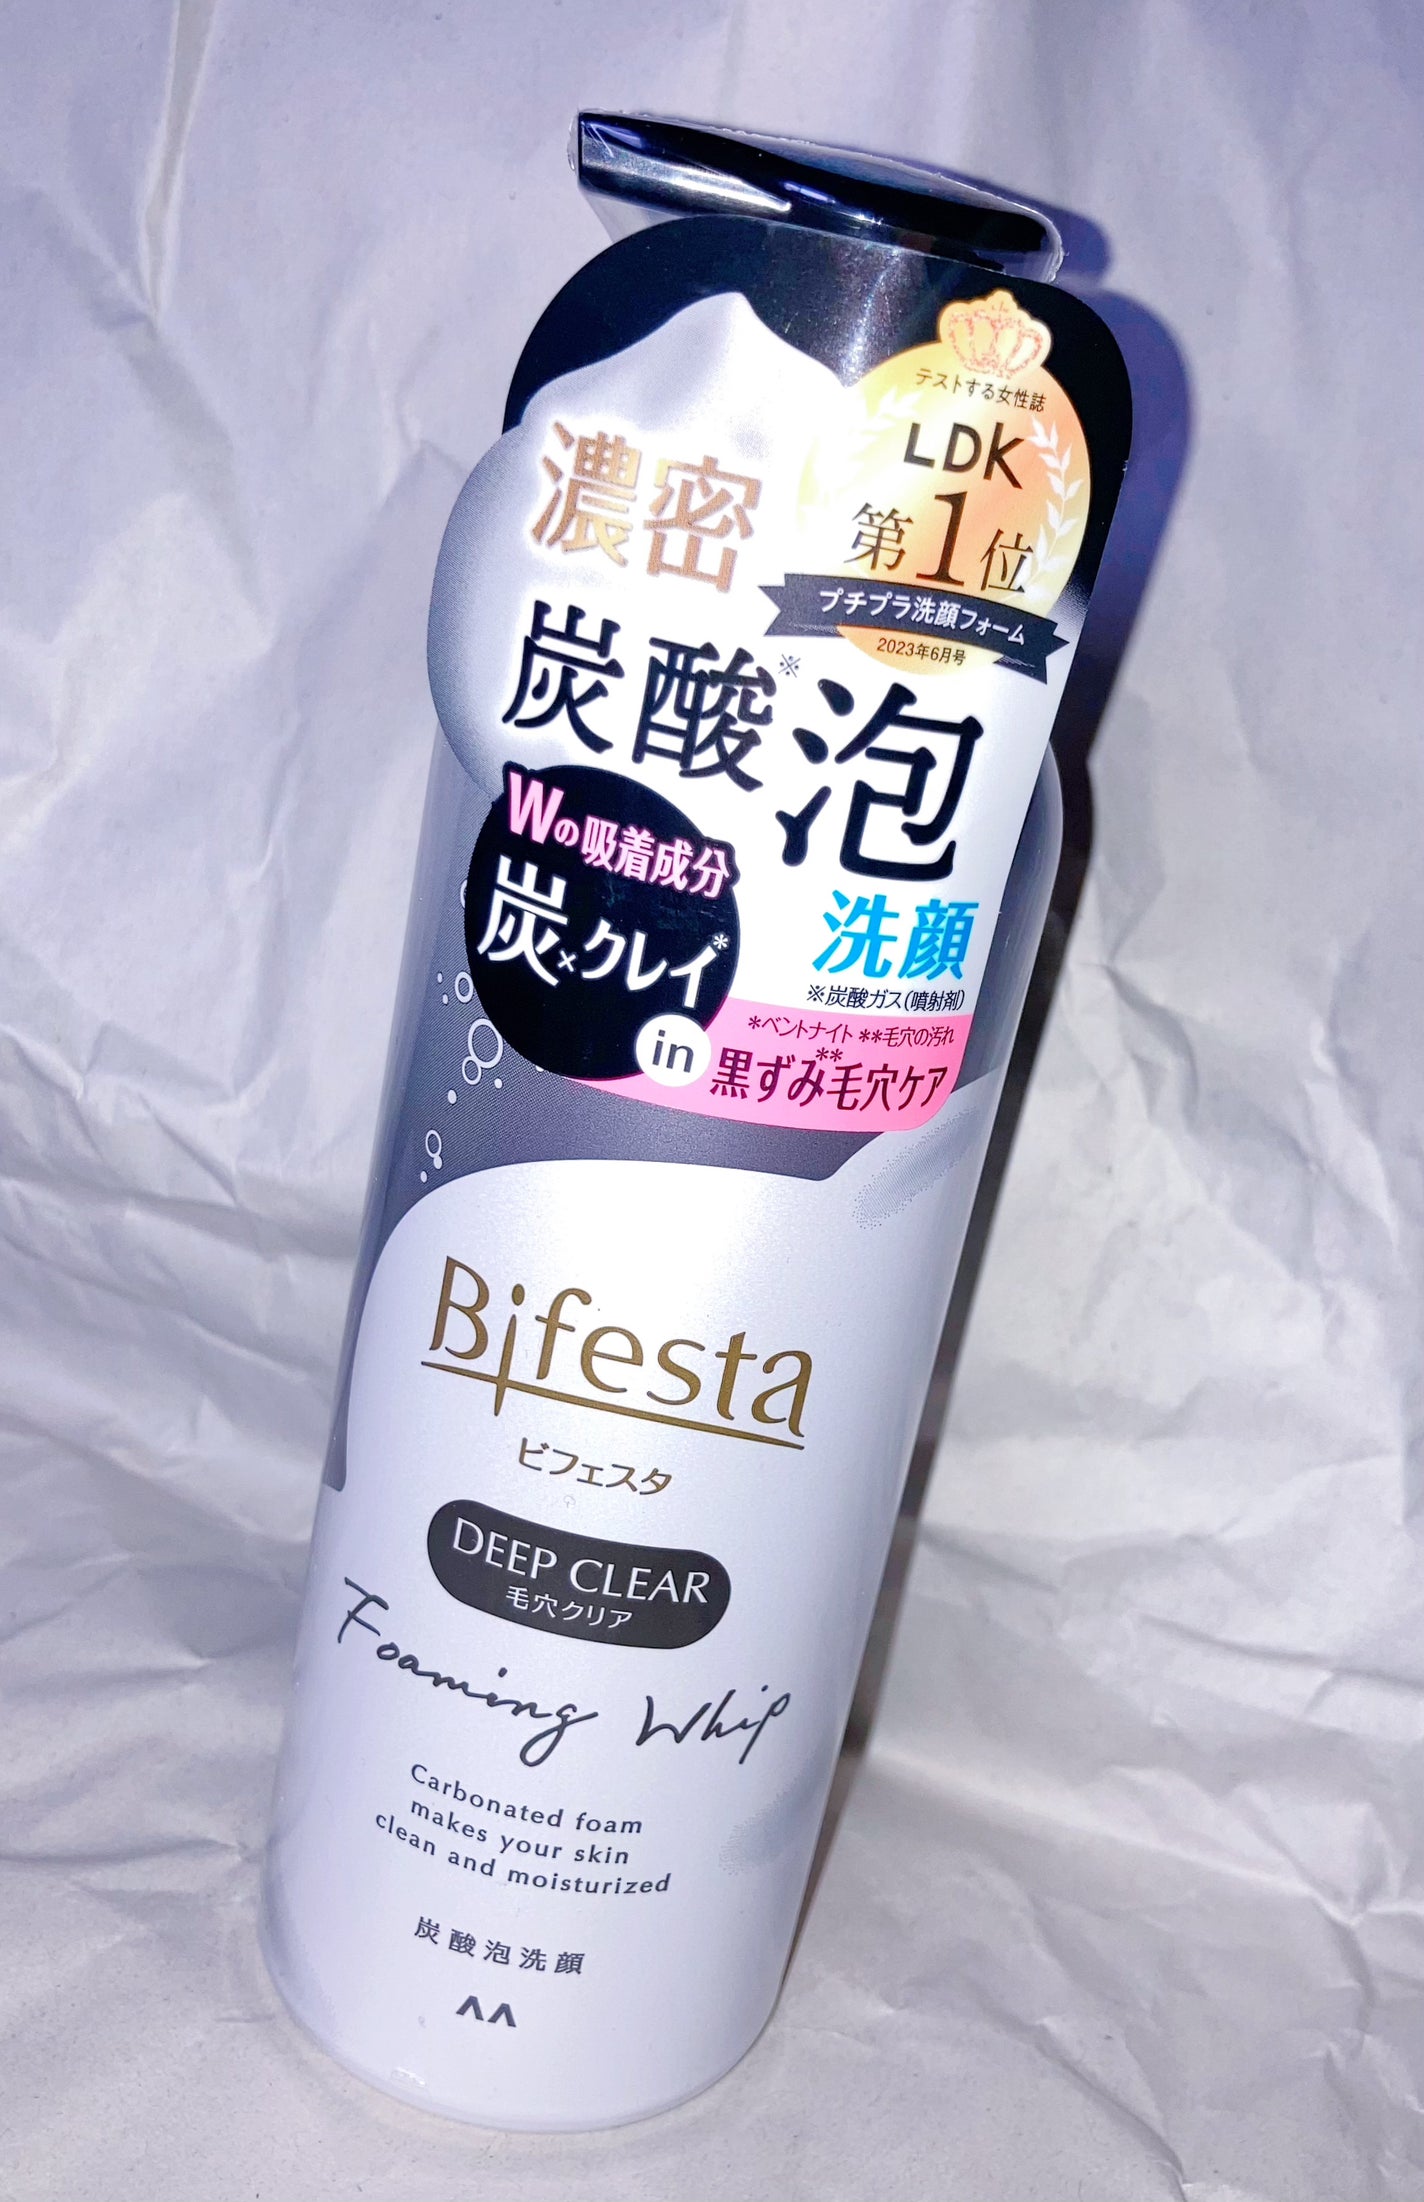 テストする女性誌
LDK
第1位
プチプラ洗顔フォーム
2023年6月号
濃密
炭酸※泡
洗顔
※炭酸ガス(噴射剤)
Wの吸着成分
炭×クレイ*
in
*ベントナイト **毛穴の汚れ
黒ずみ**毛穴ケア
Bifesta
ビフェスタ
DEEP CLEAR
毛穴クリア
Foaming Whip
Carbonated foam
makes your skin
clean and moisturized
炭酸泡洗顔